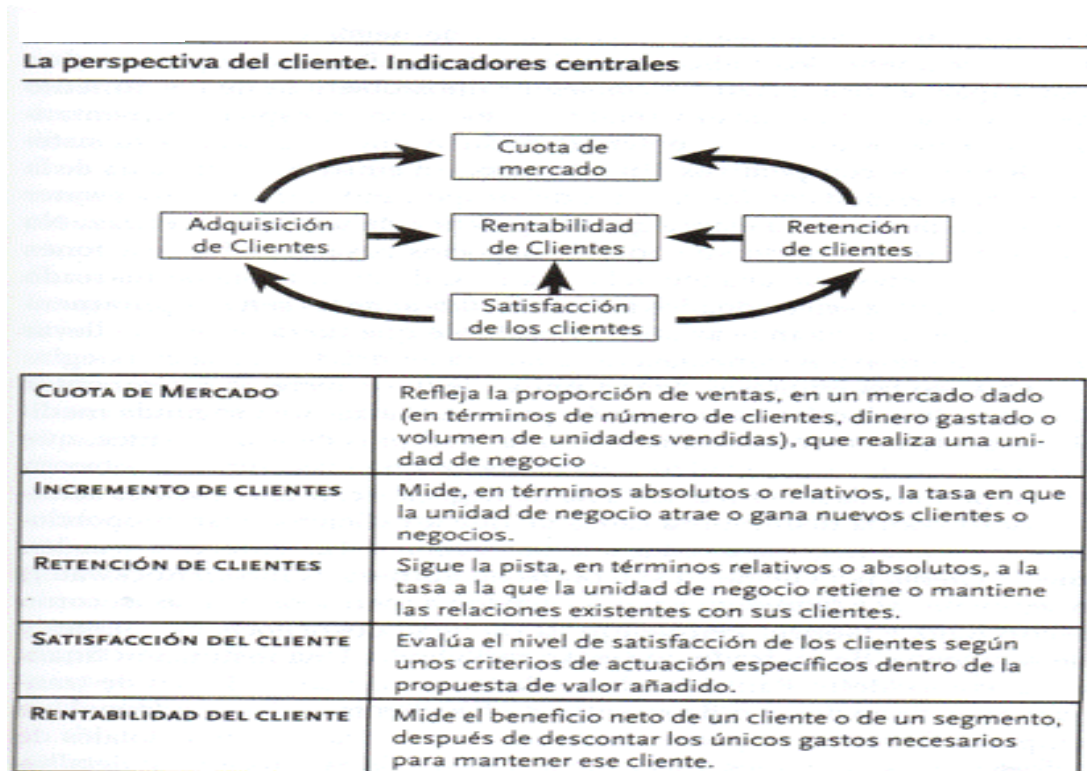 La perspectiva del cliente. Indicadores centrales
Cuota de
mercado
Adquisición
de Clientes
Rentabilidad
de Clientes
Retención
de clientes
Satisfacción
de los clientes
CUOTA DE MERCADO
Refleja la proporción de ventas, en un mercado dado
(en términos de número de clientes, dinero gastado o
volumen de unidades vendidas), que realiza una uni-
dad de negocio
INCREMENTO DE CLIENTES
Mide, en términos absolutos o relativos, la tasa en que
la unidad de negocio atrae o gana nuevos clientes o
negocios.
RETENCIÓN DE CLIENTES
Sigue la pista, en términos relativos o absolutos, a la
tasa a la que la unidad de negocio retiene o mantiene
las relaciones existentes con sus clientes.
SATISFACCIÓN DEL CLIENTE
Evalúa el nivel de satisfacción de los clientes según
unos criterios de actuación específicos dentro de la
propuesta de valor añadido.
RENTABILIDAD DEL CLIENTE
Mide el beneficio neto de un cliente o de un segmento,
después de descontar los únicos gastos necesarios
para mantener ese cliente.